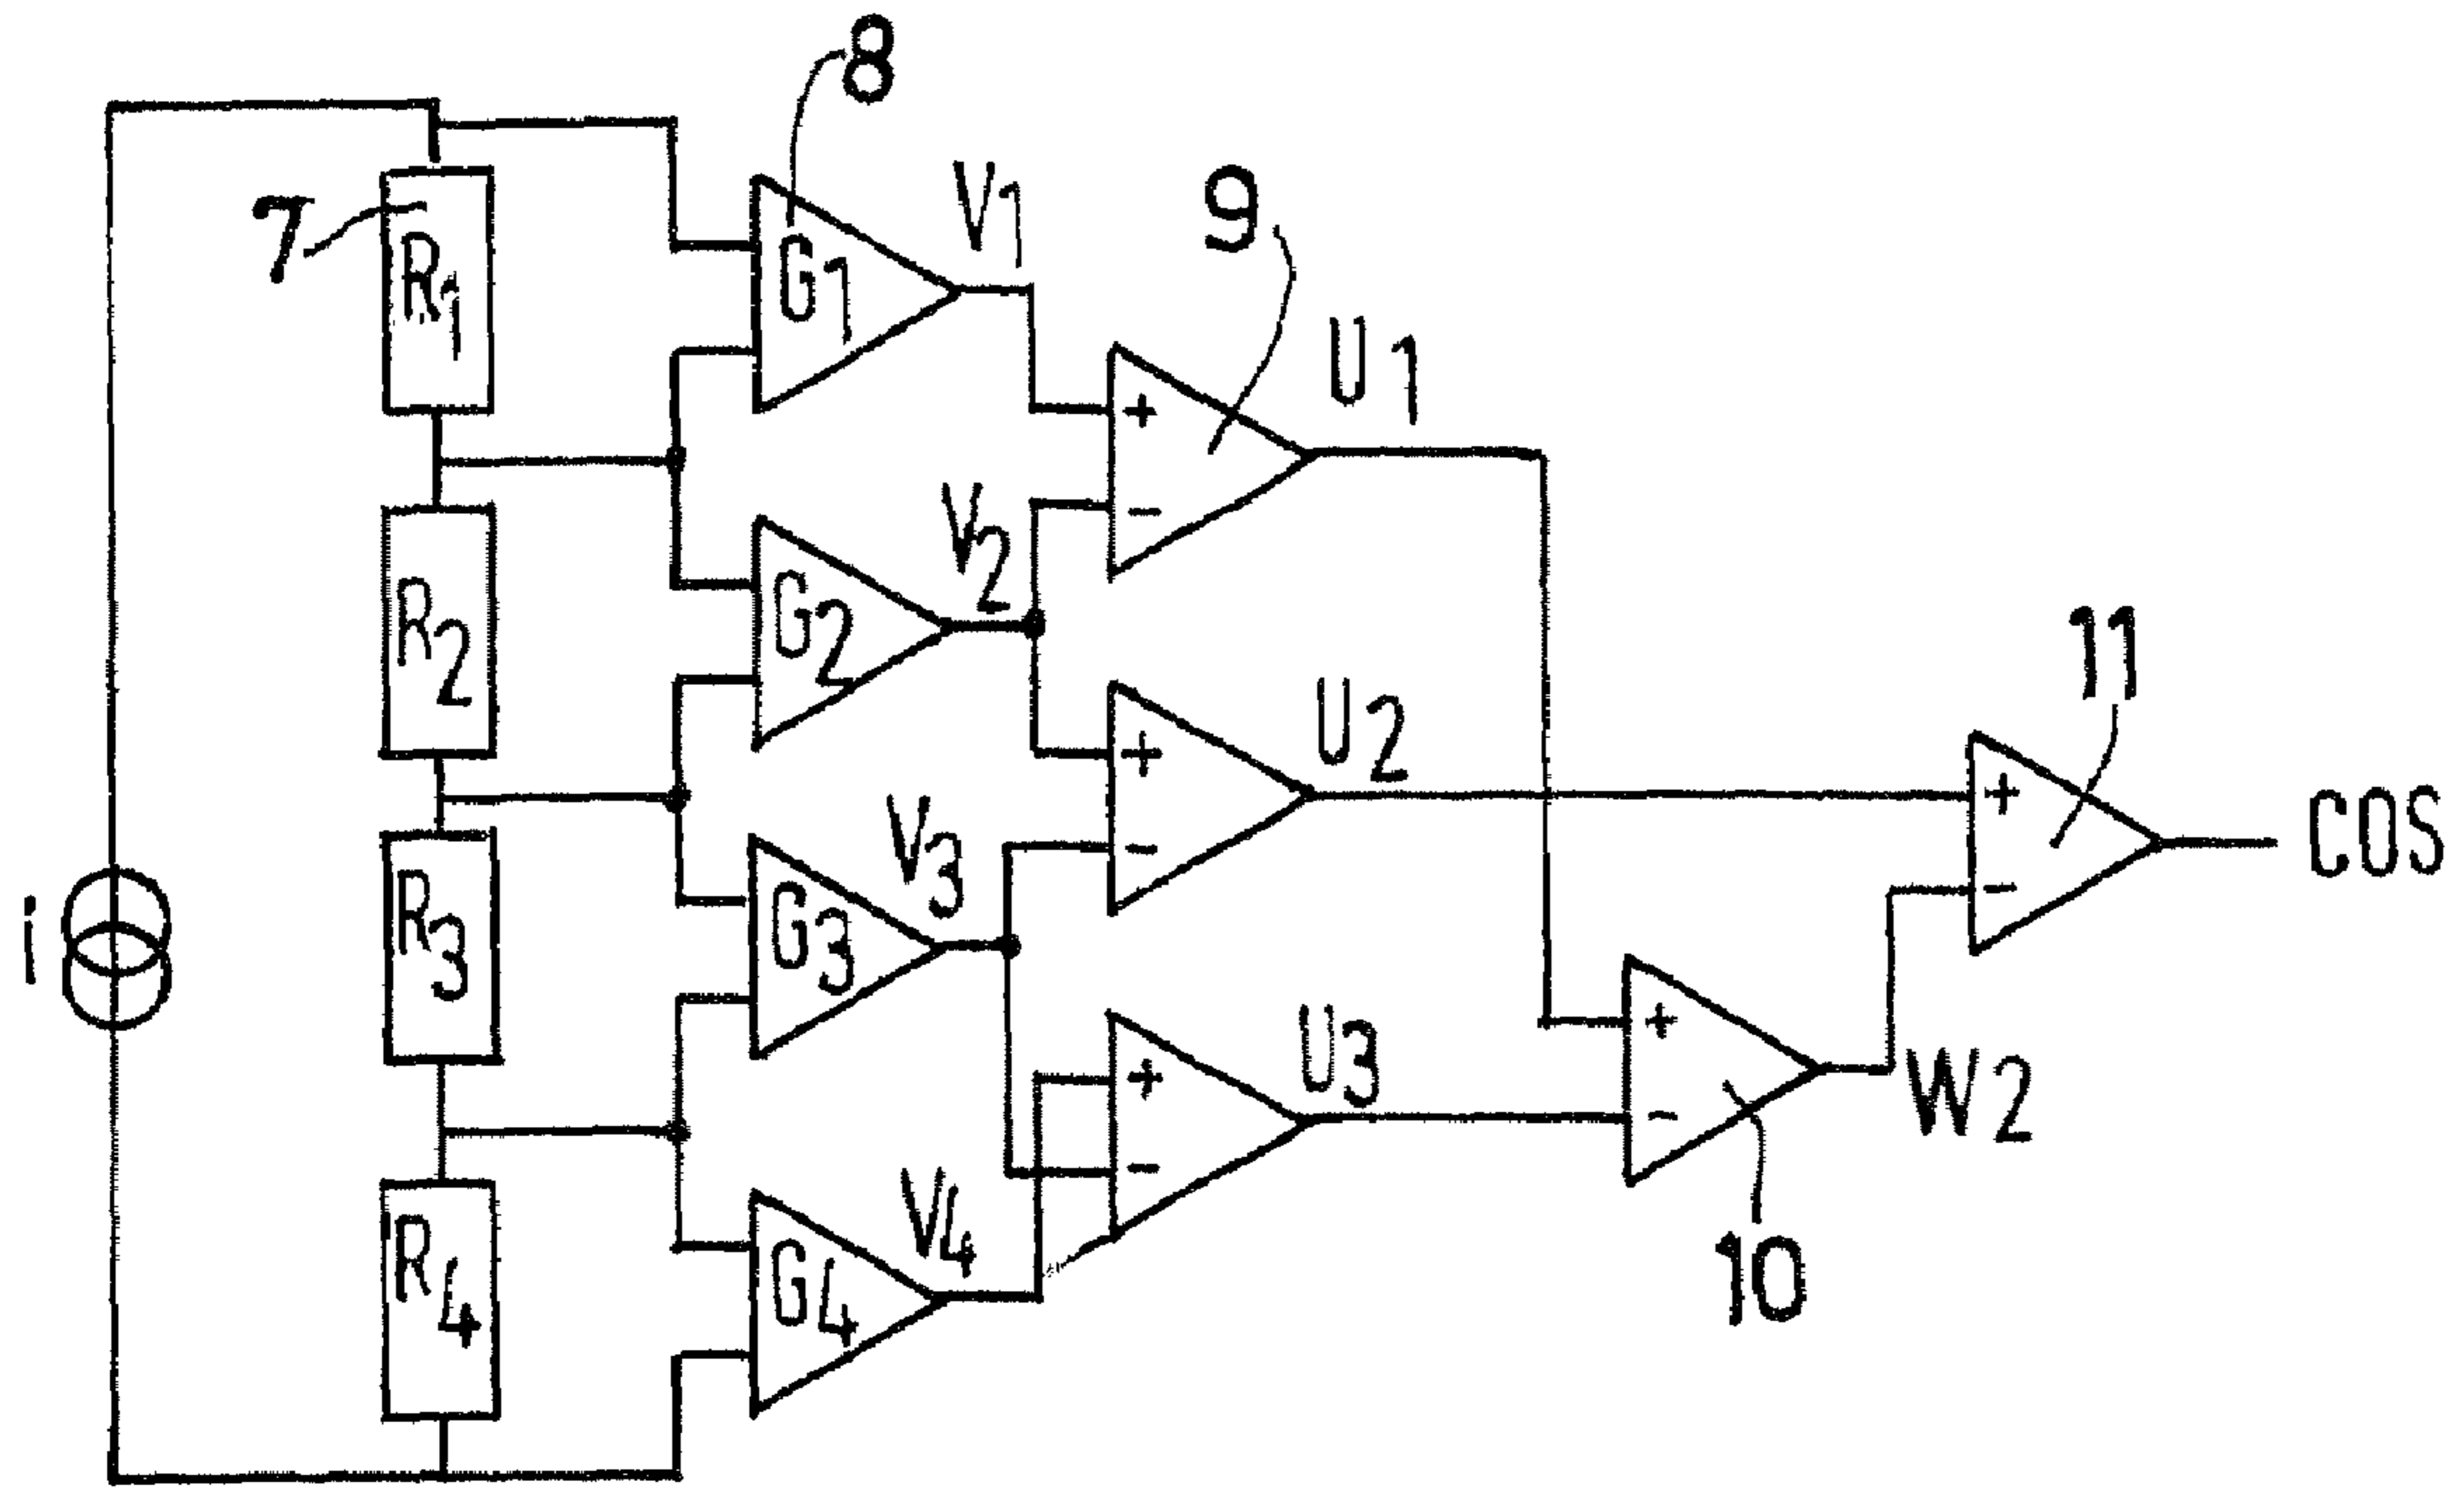 8
7
R1
G1
V1
9
U1
+
-
R2
G2
V2
U2
+
-
11
+
-
COS
i
R3
G3
V3
U3
+
-
+
-
W2
10
R4
G4
V4